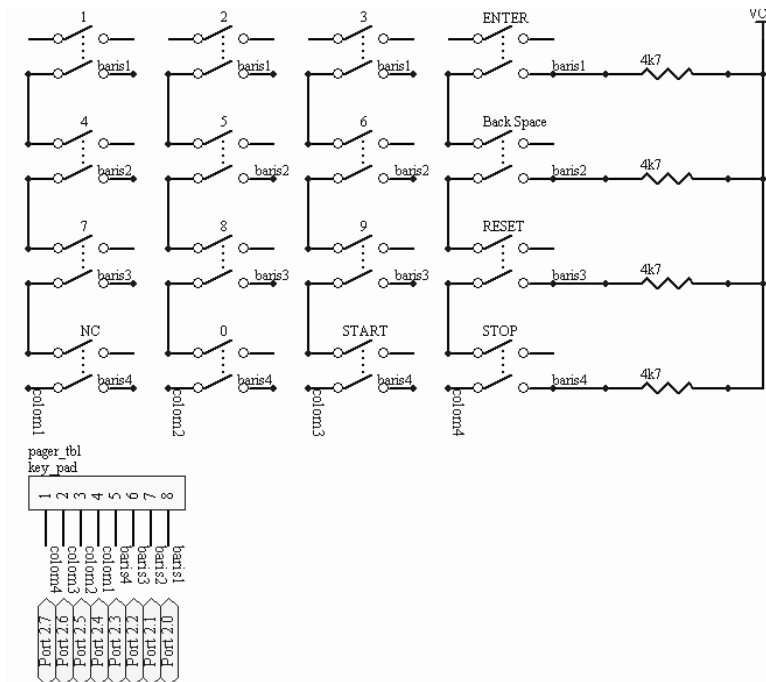 1 2 3 ENTER VC
baris1 baris1 baris1 baris1 4k7
4 5 6 Back Space
baris2 baris2 baris2 baris2 4k7
7 8 9 RESET
baris3 baris3 baris3 baris3 4k7
NC 0 START STOP
baris4 baris4 baris4 baris4 4k7
colom1 colom2 colom3 colom4
pager_tbl
key_pad
1 2 3 4 5 6 7 8
colom4 colom3 colom2 colom1 baris4 baris3 baris2 baris1
Port 2.7 Port 2.6 Port 2.5 Port 2.4 Port 2.3 Port 2.2 Port 2.1 Port 2.0